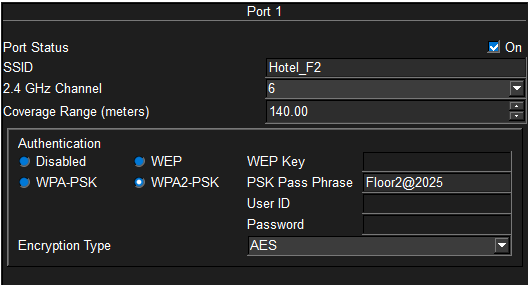 Port 1
Port Status On
SSID Hotel_F2
2.4 GHz Channel 6
Coverage Range (meters) 140.00
Authentication
Disabled WEP WEP Key
WPA-PSK WPA2-PSK PSK Pass Phrase Floor2@2025
User ID
Password
Encryption Type AES